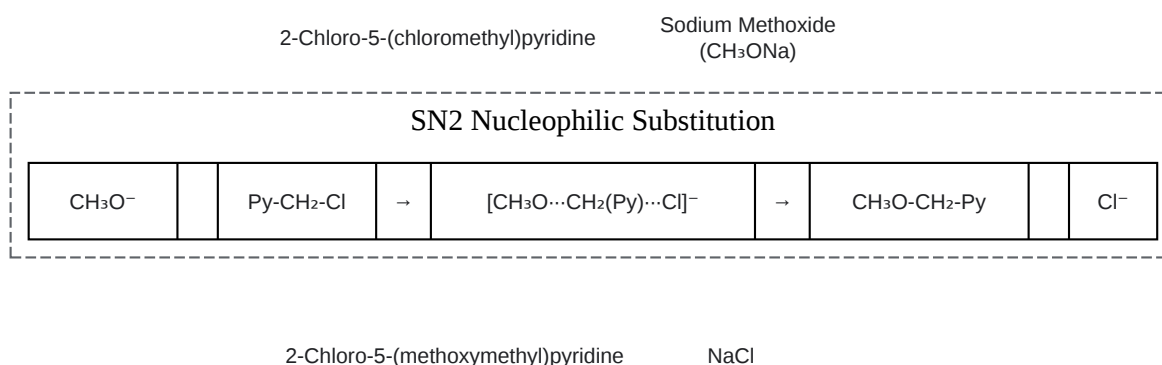 2-Chloro-5-(chloromethyl)pyridine
Sodium Methoxide
(CH₃ONa)
SN2 Nucleophilic Substitution
CH₃O⁻ Py-CH₂-Cl → [CH₃O···CH₂(Py)···Cl]⁻ → CH₃O-CH₂-Py Cl⁻
2-Chloro-5-(methoxymethyl)pyridine NaCl